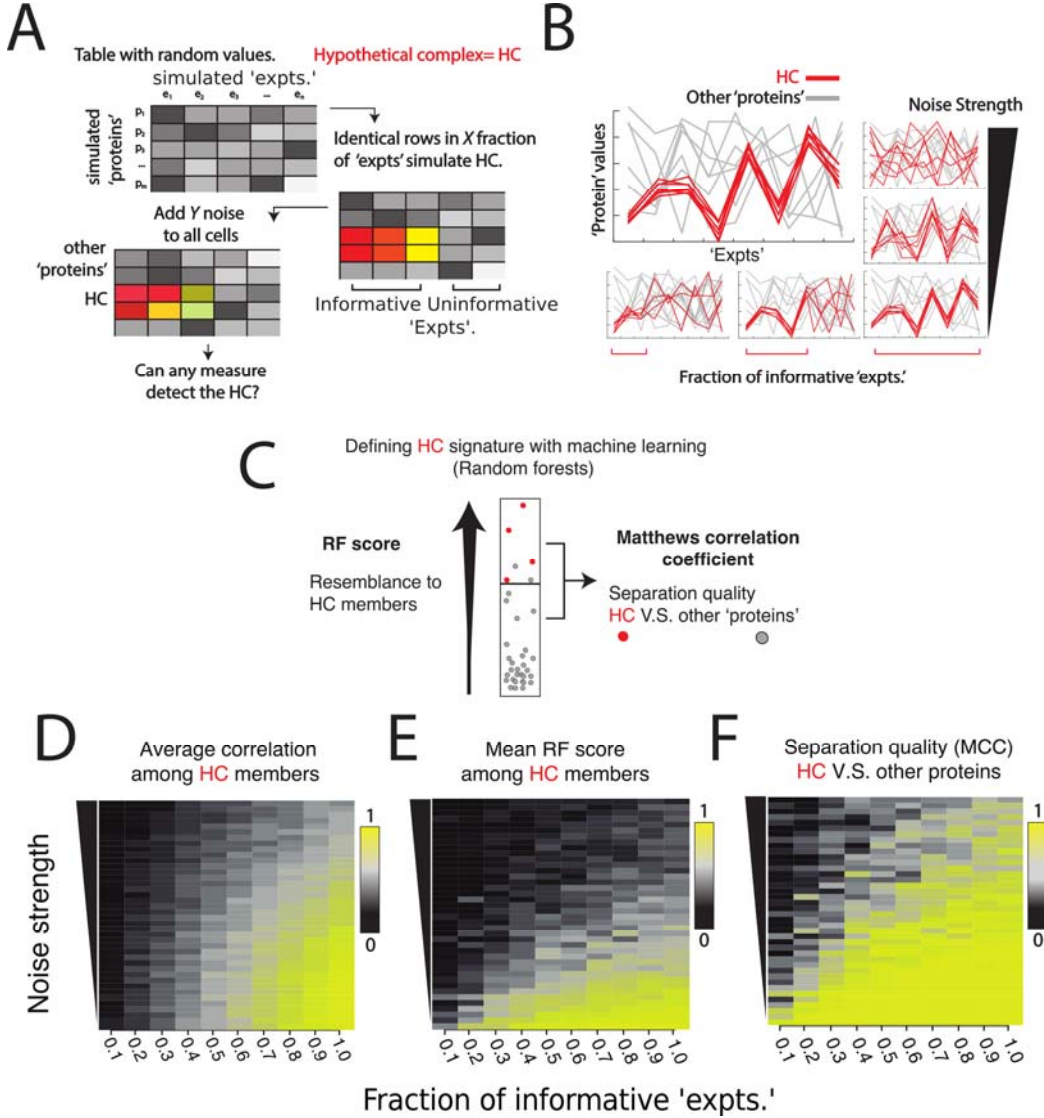 A
Table with random values.
Hypothetical complex= HC
simulated 'expts.'
e1 e2 e3 ... en
simulated
'proteins'
p1
p2
p3
...
pm
Identical rows in X fraction
of 'expts' simulate HC.
Add Y noise
to all cells
other
'proteins'
HC
Informative Uninformative
'Expts'.
Can any measure
detect the HC?
B
HC
Other 'proteins'
Noise Strength
'Protein' values
'Expts'
Fraction of informative 'expts.'
C
Defining HC signature with machine learning
(Random forests)
RF score
Resemblance to
HC members
Matthews correlation
coefficient
Separation quality
HC V.S. other 'proteins'
D
Average correlation
among HC members
E
Mean RF score
among HC members
F
Separation quality (MCC)
HC V.S. other proteins
Noise strength
1
0
1
0
1
0
0.1 0.2 0.3 0.4 0.5 0.6 0.7 0.8 0.9 1.0
0.1 0.2 0.3 0.4 0.5 0.6 0.7 0.8 0.9 1.0
0.1 0.2 0.3 0.4 0.5 0.6 0.7 0.8 0.9 1.0
Fraction of informative 'expts.'